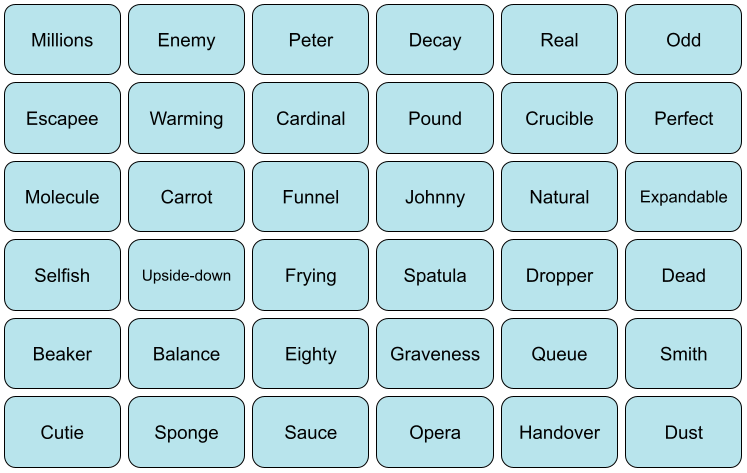 Millions Enemy Peter Decay Real Odd
Escapee Warming Cardinal Pound Crucible Perfect
Molecule Carrot Funnel Johnny Natural Expandable
Selfish Upside-down Frying Spatula Dropper Dead
Beaker Balance Eighty Graveness Queue Smith
Cutie Sponge Sauce Opera Handover Dust